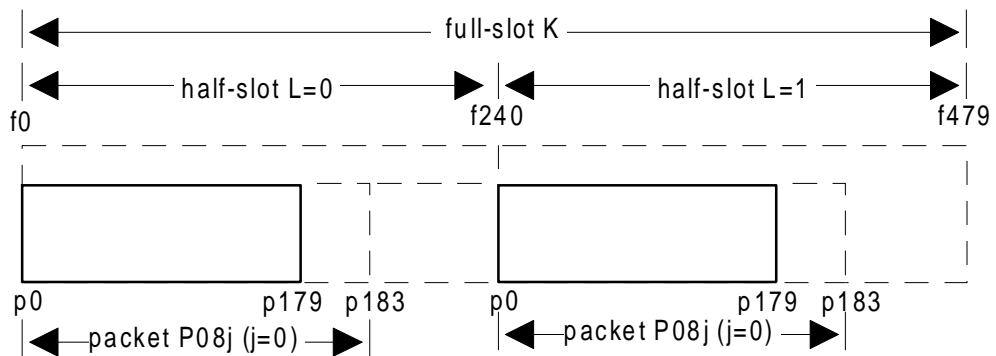 full-slot K
half-slot L=0 half-slot L=1
f0 f240 f479
p0 p179 p183 p0 p179 p183
packet P08j (j=0) packet P08j (j=0)